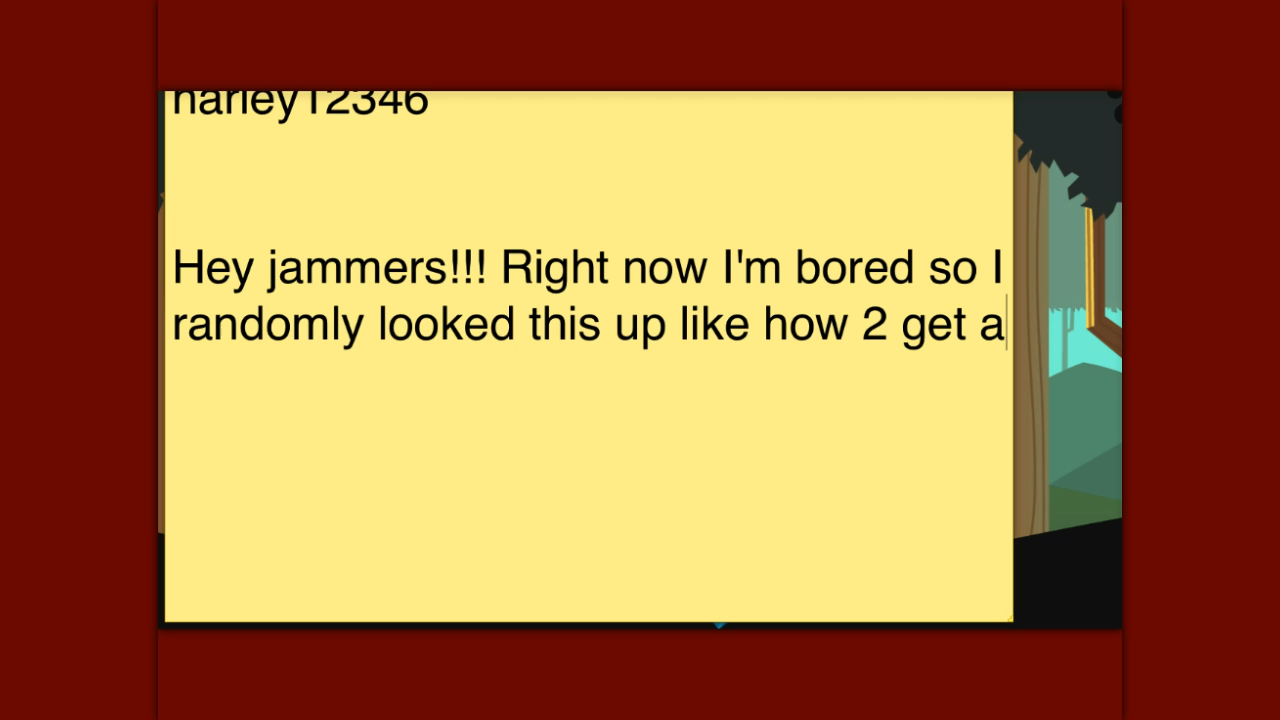 harley12346
Hey jammers!!! Right now I'm bored so I
randomly looked this up like how 2 get a